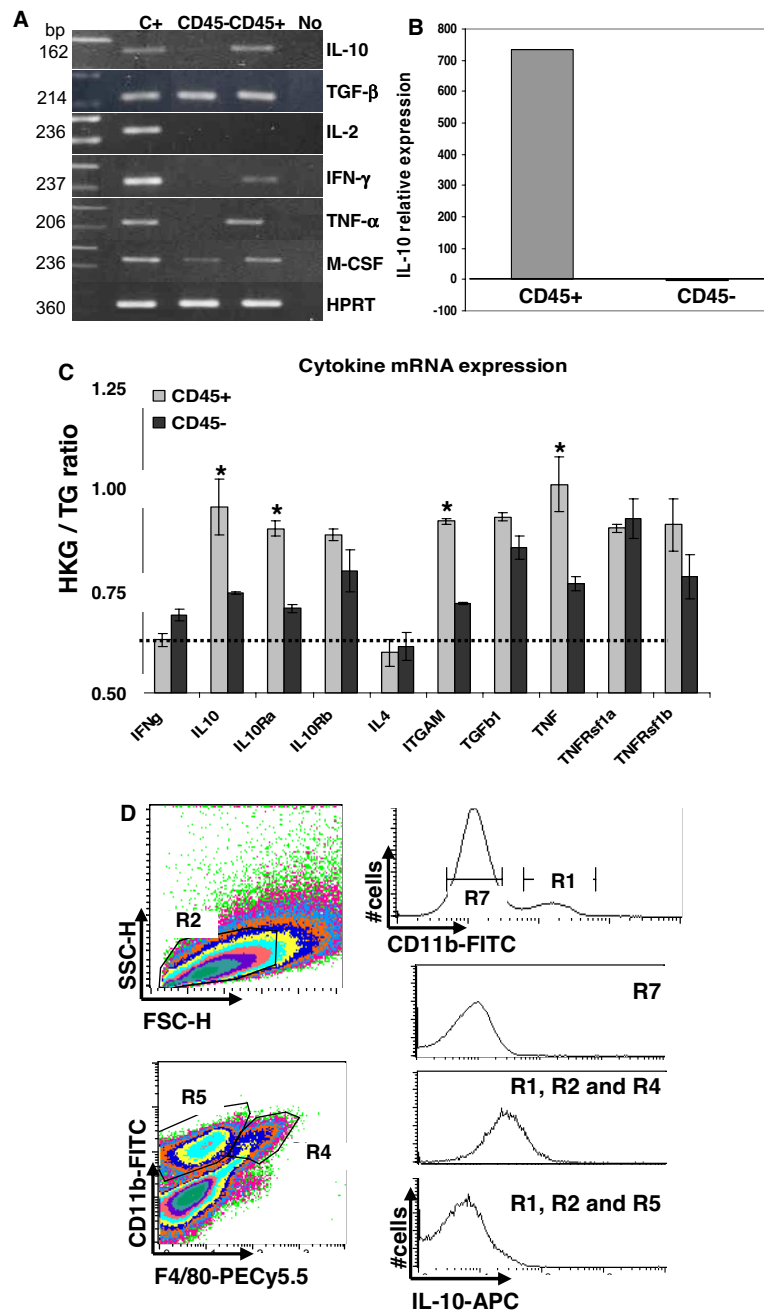 A
bp
C+ CD45- CD45+ No
162 IL-10
214 TGF-β
236 IL-2
237 IFN-γ
206 TNF-α
236 M-CSF
360 HPRT
B
IL-10 relative expression
800
700
600
500
400
300
200
100
0
-100
CD45+ CD45-
C
Cytokine mRNA expression
CD45+
CD45-
HKG / TG ratio
1.25
1.00
0.75
0.50
* * * *
IFNg IL10 IL10Ra IL10Rb IL4 ITGAM TGFb1 TNF TNFRsf1a TNFRsf1b
D
R2
SSC-H
FSC-H
R7 R1
#cells
CD11b-FITC
R7
R1, R2 and R4
R5
R4
CD11b-FITC
F4/80-PECy5.5
R1, R2 and R5
#cells
IL-10-APC